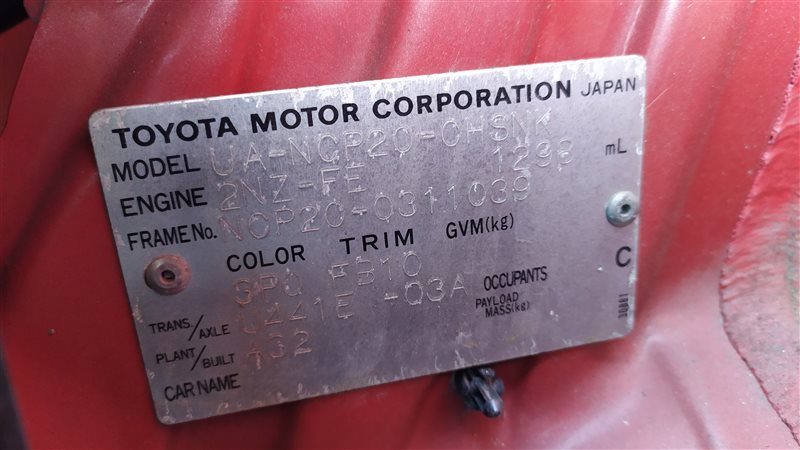 TOYOTA MOTOR CORPORATION JAPAN
MODEL UA-NCP20-CHSNK
ENGINE 2NZ-FE 1298 mL
FRAME No. NCP20-0311039
COLOR TRIM GVM(kg)
3P0 FB10 C
TRANS./AXLE U441E -03A OCCUPANTS
PAYLOAD MASS(kg)
PLANT/BUILT A32
CAR NAME